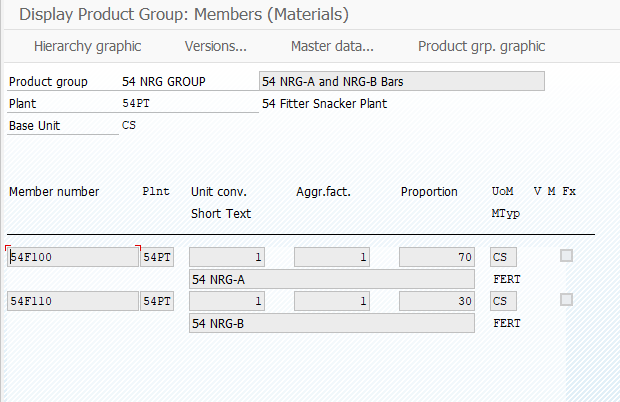 Display Product Group: Members (Materials)
Hierarchy graphic Versions... Master data... Product grp. graphic
Product group 54 NRG GROUP 54 NRG-A and NRG-B Bars
Plant 54PT 54 Fitter Snacker Plant
Base Unit CS
Member number Plnt Unit conv. Aggr.fact. Proportion UoM V M Fx
Short Text MTyp
54F100 54PT 1 1 70 CS
54 NRG-A FERT
54F110 54PT 1 1 30 CS
54 NRG-B FERT